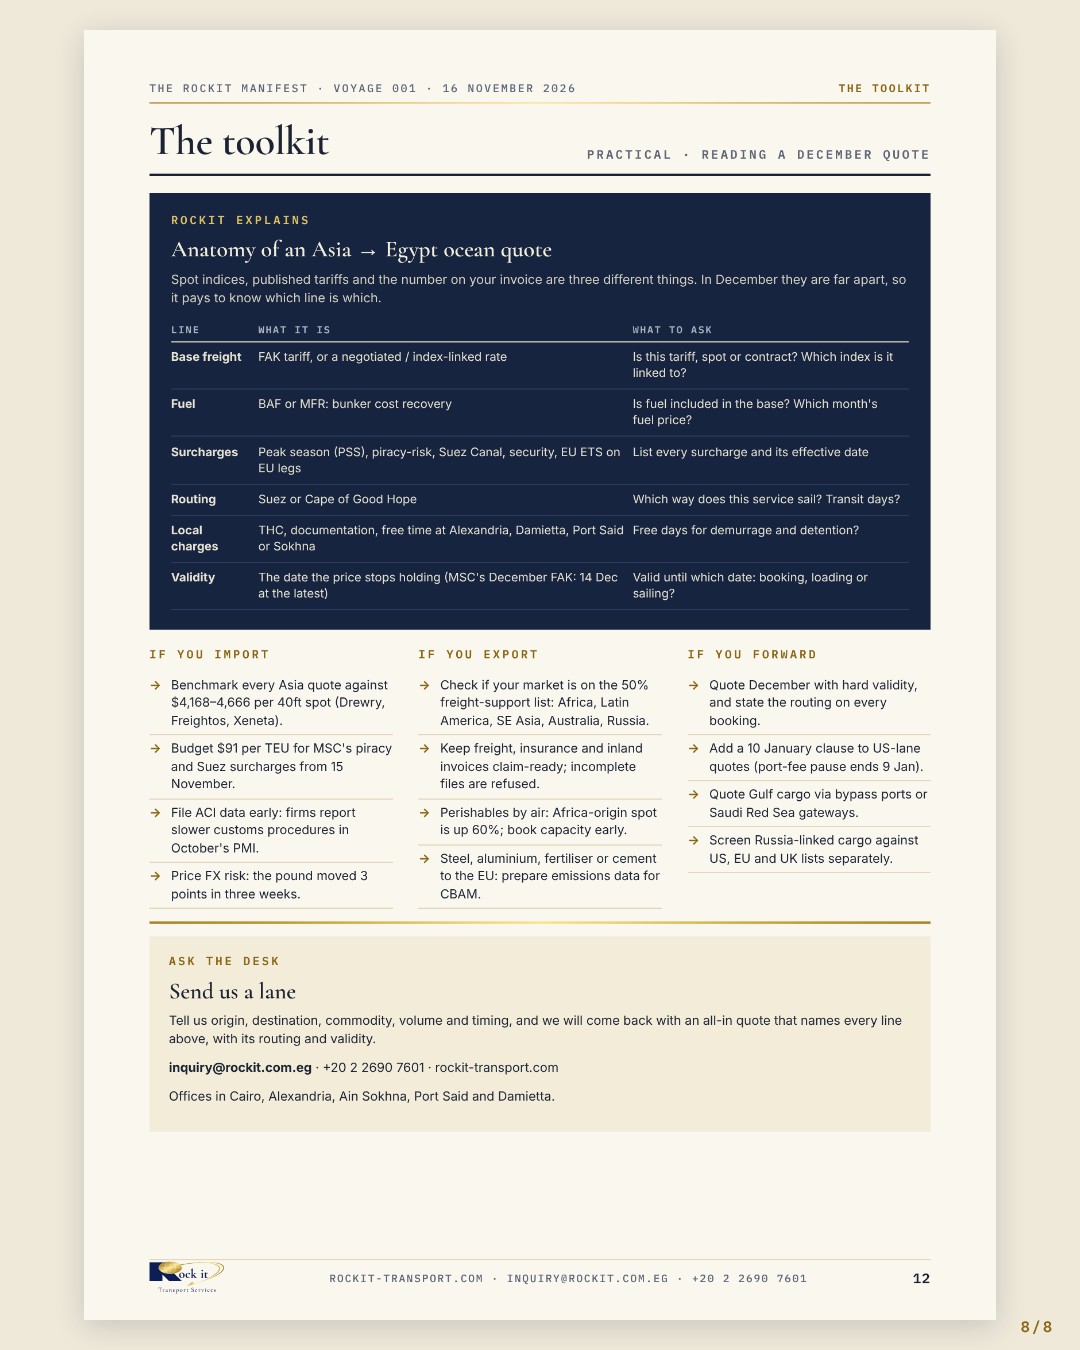 THE ROCKIT MANIFEST · VOYAGE 001 · 16 NOVEMBER 2026
THE TOOLKIT
The toolkit
PRACTICAL · READING A DECEMBER QUOTE
ROCKIT EXPLAINS
Anatomy of an Asia → Egypt ocean quote
Spot indices, published tariffs and the number on your invoice are three different things. In December they are far apart, so
it pays to know which line is which.
LINE WHAT IT IS WHAT TO ASK
Base freight FAK tariff, or a negotiated / index-linked rate Is this tariff, spot or contract? Which index is it
linked to?
Fuel BAF or MFR: bunker cost recovery Is fuel included in the base? Which month's
fuel price?
Surcharges Peak season (PSS), piracy-risk, Suez Canal, security, EU ETS on List every surcharge and its effective date
EU legs
Routing Suez or Cape of Good Hope Which way does this service sail? Transit days?
Local THC, documentation, free time at Alexandria, Damietta, Port Said Free days for demurrage and detention?
charges or Sokhna
Validity The date the price stops holding (MSC's December FAK: 14 Dec Valid until which date: booking, loading or
at the latest) sailing?
IF YOU IMPORT
→ Benchmark every Asia quote against
$4,168–4,666 per 40ft spot (Drewry,
Freightos, Xeneta).
→ Budget $91 per TEU for MSC's piracy
and Suez surcharges from 15
November.
→ File ACI data early: firms report
slower customs procedures in
October's PMI.
→ Price FX risk: the pound moved 3
points in three weeks.
IF YOU EXPORT
→ Check if your market is on the 50%
freight-support list: Africa, Latin
America, SE Asia, Australia, Russia.
→ Keep freight, insurance and inland
invoices claim-ready; incomplete
files are refused.
→ Perishables by air: Africa-origin spot
is up 60%; book capacity early.
→ Steel, aluminium, fertiliser or cement
to the EU: prepare emissions data for
CBAM.
IF YOU FORWARD
→ Quote December with hard validity,
and state the routing on every
booking.
→ Add a 10 January clause to US-lane
quotes (port-fee pause ends 9 Jan).
→ Quote Gulf cargo via bypass ports or
Saudi Red Sea gateways.
→ Screen Russia-linked cargo against
US, EU and UK lists separately.
ASK THE DESK
Send us a lane
Tell us origin, destination, commodity, volume and timing, and we will come back with an all-in quote that names every line
above, with its routing and validity.
inquiry@rockit.com.eg · +20 2 2690 7601 · rockit-transport.com
Offices in Cairo, Alexandria, Ain Sokhna, Port Said and Damietta.
Rock it
Transport Services
ROCKIT-TRANSPORT.COM · INQUIRY@ROCKIT.COM.EG · +20 2 2690 7601
12
8/8